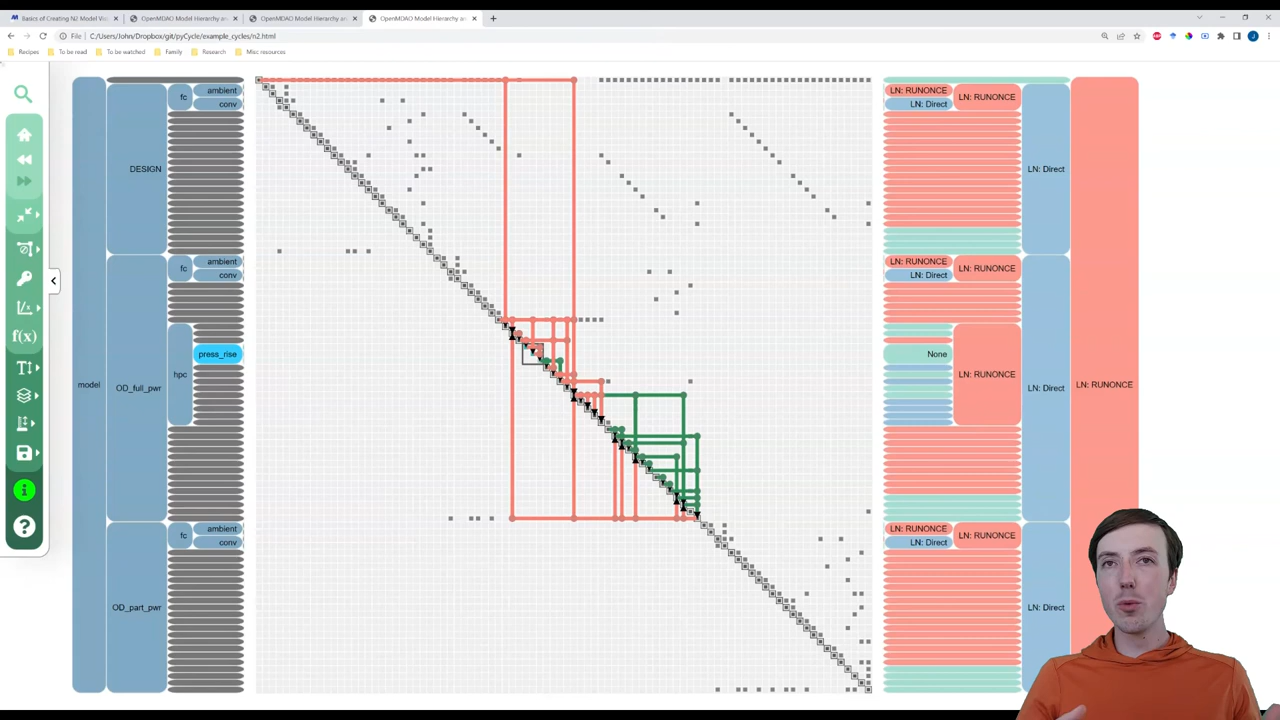 Basics of Creating N2 Model Vis
OpenMDAO Model Hierarchy an
OpenMDAO Model Hierarchy an
OpenMDAO Model Hierarchy an
File C:/Users/John/Dropbox/git/pyCycle/example_cycles/n2.html
Recipes To be read To be watched Family Research Misc resources
model
DESIGN
fc
ambient
conv
OD_full_pwr
fc
ambient
conv
hpc
press_rise
OD_part_pwr
fc
ambient
conv
f(x)
LN: RUNONCE
LN: Direct
LN: RUNONCE
LN: Direct
LN: RUNONCE
LN: Direct
LN: RUNONCE
None
LN: RUNONCE
LN: Direct
LN: RUNONCE
LN: Direct
LN: RUNONCE
LN: Direct
LN: RUNONCE